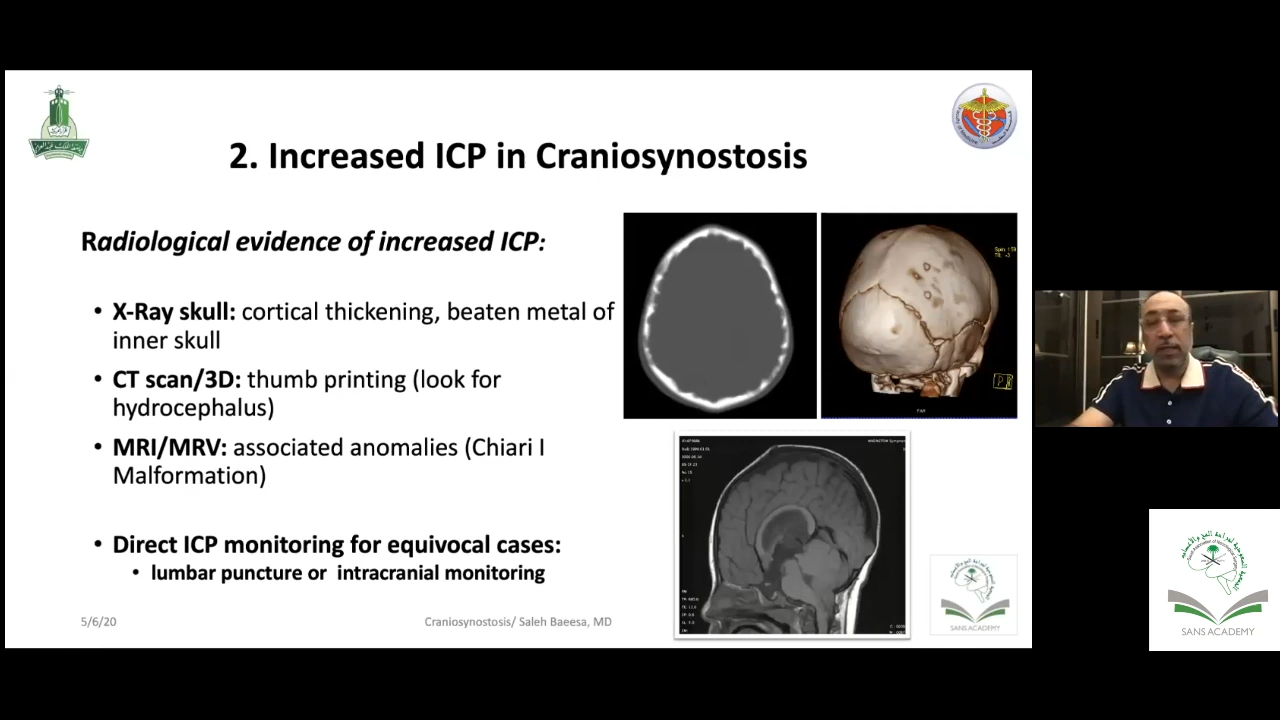 2. Increased ICP in Craniosynostosis
Radiological evidence of increased ICP:
• X-Ray skull: cortical thickening, beaten metal of
inner skull
• CT scan/3D: thumb printing (look for
hydrocephalus)
• MRI/MRV: associated anomalies (Chiari I
Malformation)
• Direct ICP monitoring for equivocal cases:
• lumbar puncture or intracranial monitoring
5/6/20
Craniosynostosis/ Saleh Baeesa, MD
SANS ACADEMY
SANS ACADEMY